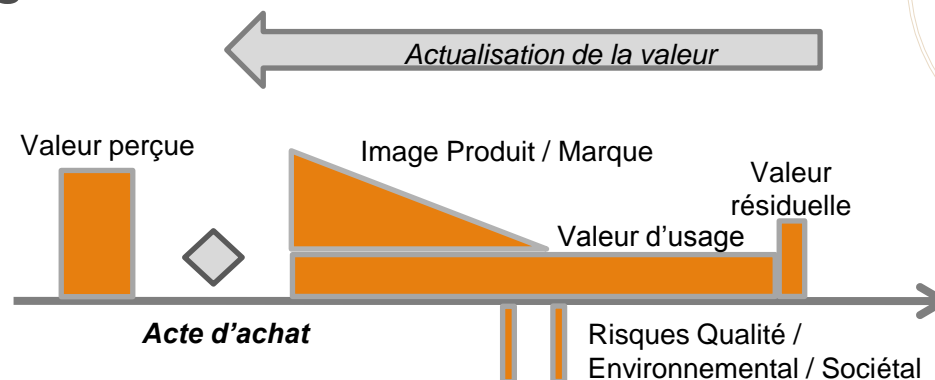 Actualisation de la valeur
Valeur perçue
Image Produit / Marque
Valeur
résiduelle
Valeur d’usage
Acte d’achat
Risques Qualité /
Environnemental / Sociétal